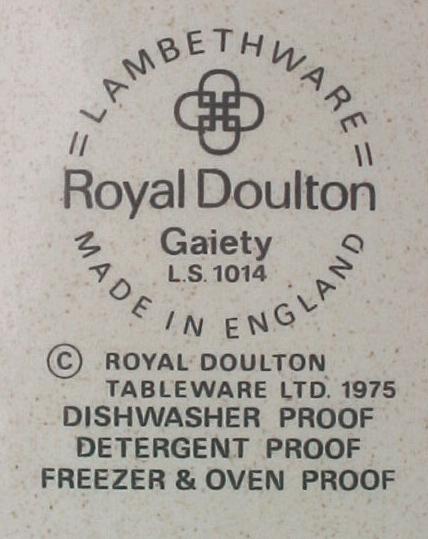 =LAMBETHWARE=
Royal Doulton
Gaiety
L.S. 1014
MADE IN ENGLAND
© ROYAL DOULTON
TABLEWARE LTD. 1975
DISHWASHER PROOF
DETERGENT PROOF
FREEZER & OVEN PROOF